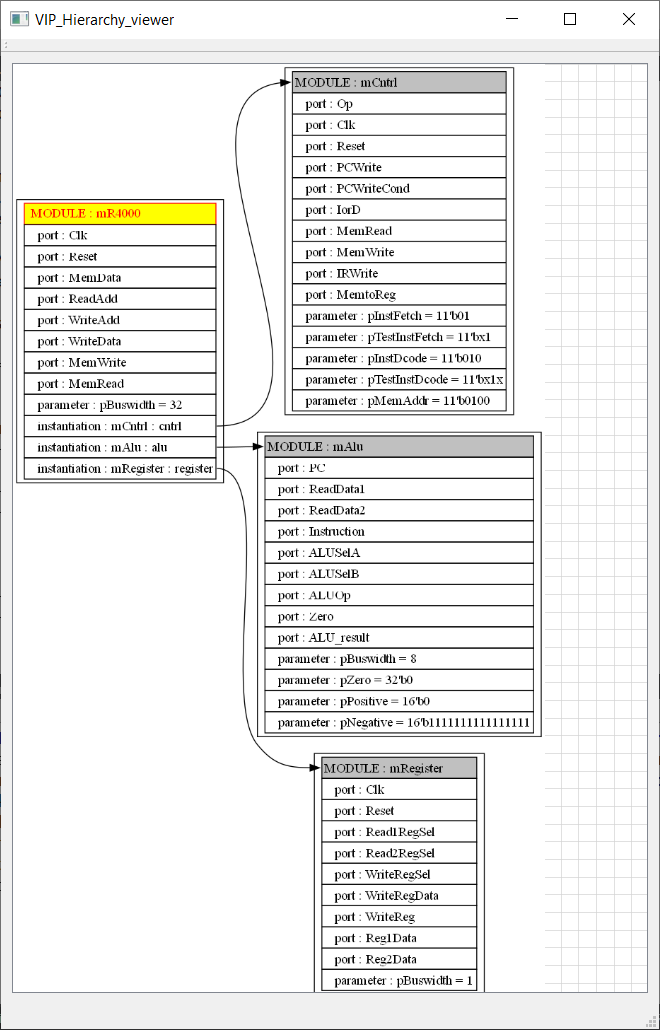 VIP_Hierarchy_viewer
MODULE : mR4000
port : Clk
port : Reset
port : MemData
port : ReadAdd
port : WriteAdd
port : WriteData
port : MemWrite
port : MemRead
parameter : pBuswidth = 32
instantiation : mCntrl : cntrl
instantiation : mAlu : alu
instantiation : mRegister : register
MODULE : mCntrl
port : Op
port : Clk
port : Reset
port : PCWrite
port : PCWriteCond
port : IorD
port : MemRead
port : MemWrite
port : IRWrite
port : MemtoReg
parameter : pInstFetch = 11'b01
parameter : pTestInstFetch = 11'bx1
parameter : pInstDcode = 11'b010
parameter : pTestInstDcode = 11'bx1x
parameter : pMemAddr = 11'b0100
MODULE : mAlu
port : PC
port : ReadData1
port : ReadData2
port : Instruction
port : ALUSelA
port : ALUSelB
port : ALUOp
port : Zero
port : ALU_result
parameter : pBuswidth = 8
parameter : pZero = 32'b0
parameter : pPositive = 16'b0
parameter : pNegative = 16'b1111111111111111
MODULE : mRegister
port : Clk
port : Reset
port : Read1RegSel
port : Read2RegSel
port : WriteRegSel
port : WriteRegData
port : WriteReg
port : Reg1Data
port : Reg2Data
parameter : pBuswidth = 1